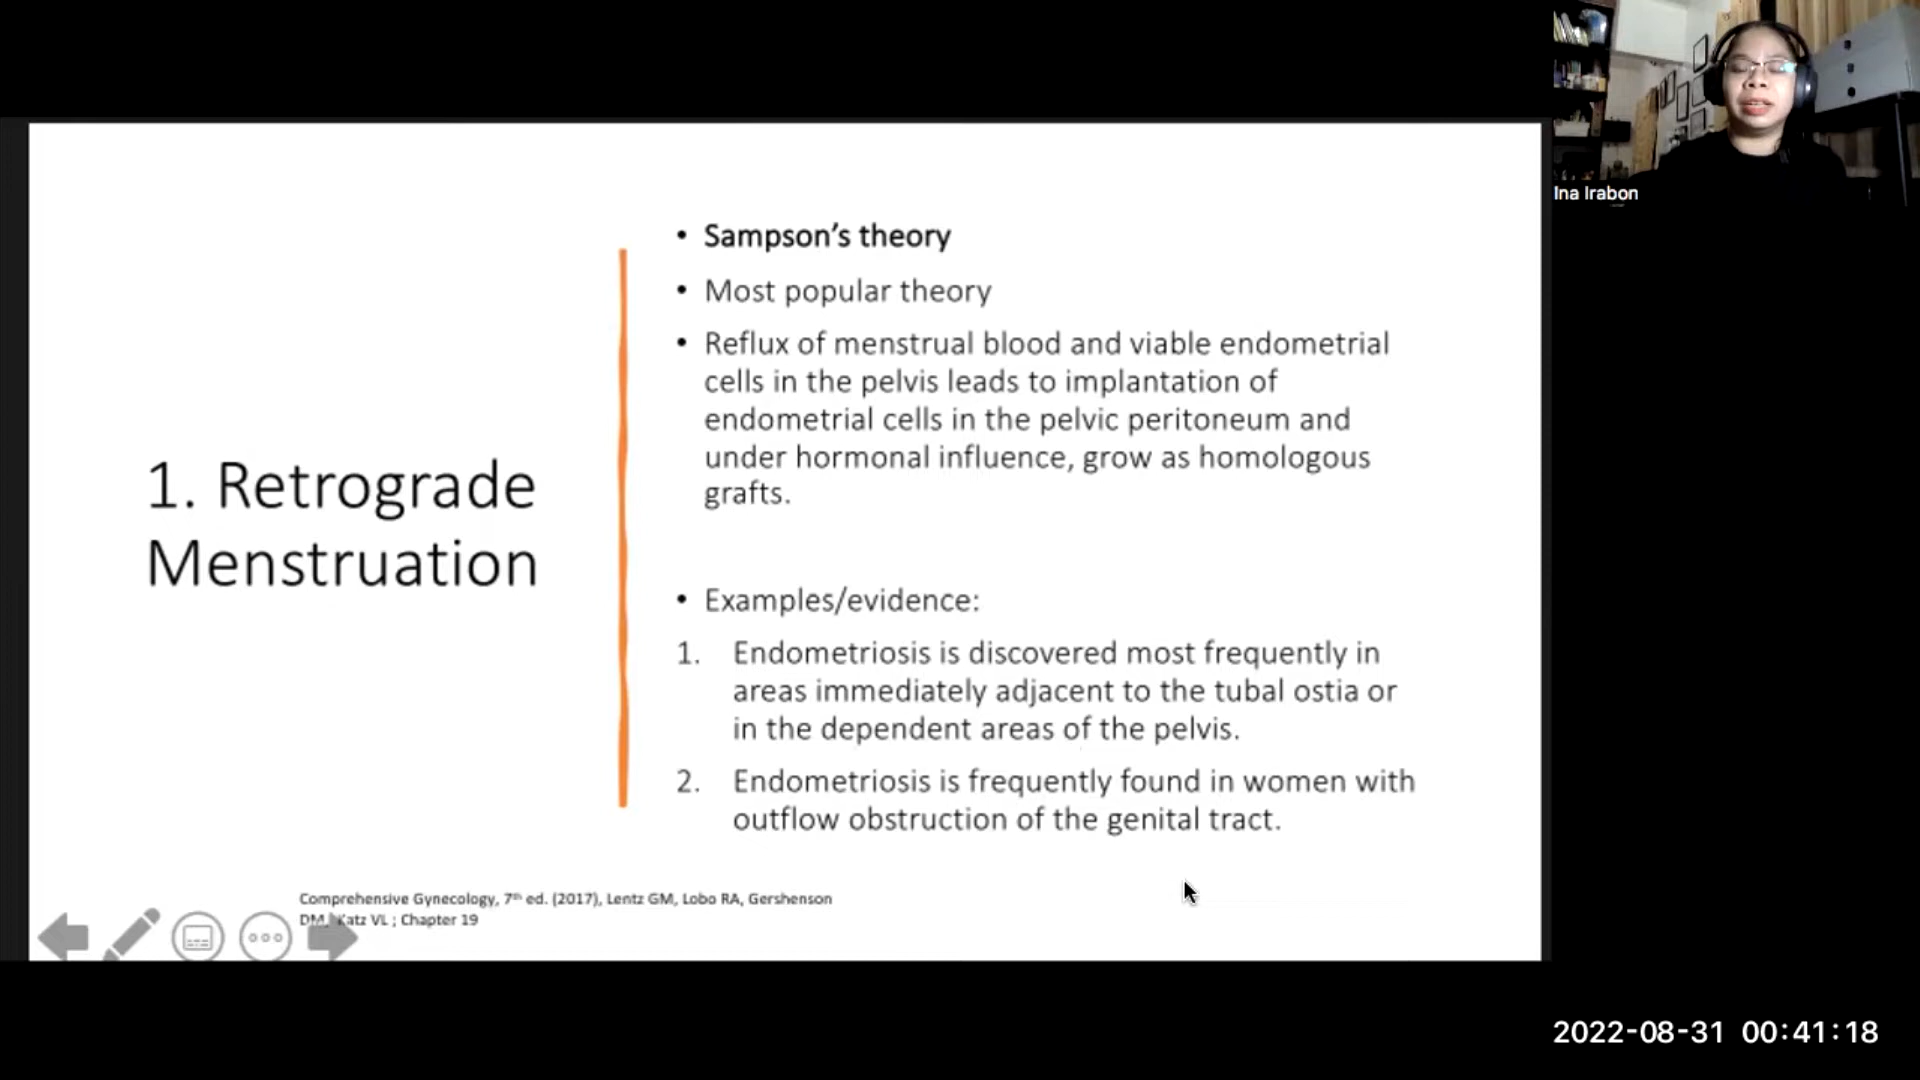 Ina Irabon
1. Retrograde
Menstruation
• Sampson’s theory
• Most popular theory
• Reflux of menstrual blood and viable endometrial
cells in the pelvis leads to implantation of
endometrial cells in the pelvic peritoneum and
under hormonal influence, grow as homologous
grafts.
• Examples/evidence:
1. Endometriosis is discovered most frequently in
areas immediately adjacent to the tubal ostia or
in the dependent areas of the pelvis.
2. Endometriosis is frequently found in women with
outflow obstruction of the genital tract.
Comprehensive Gynecology, 7th ed. (2017), Lentz GM, Lobo RA, Gershenson
DM, Katz VL ; Chapter 19
2022-08-31 00:41:18